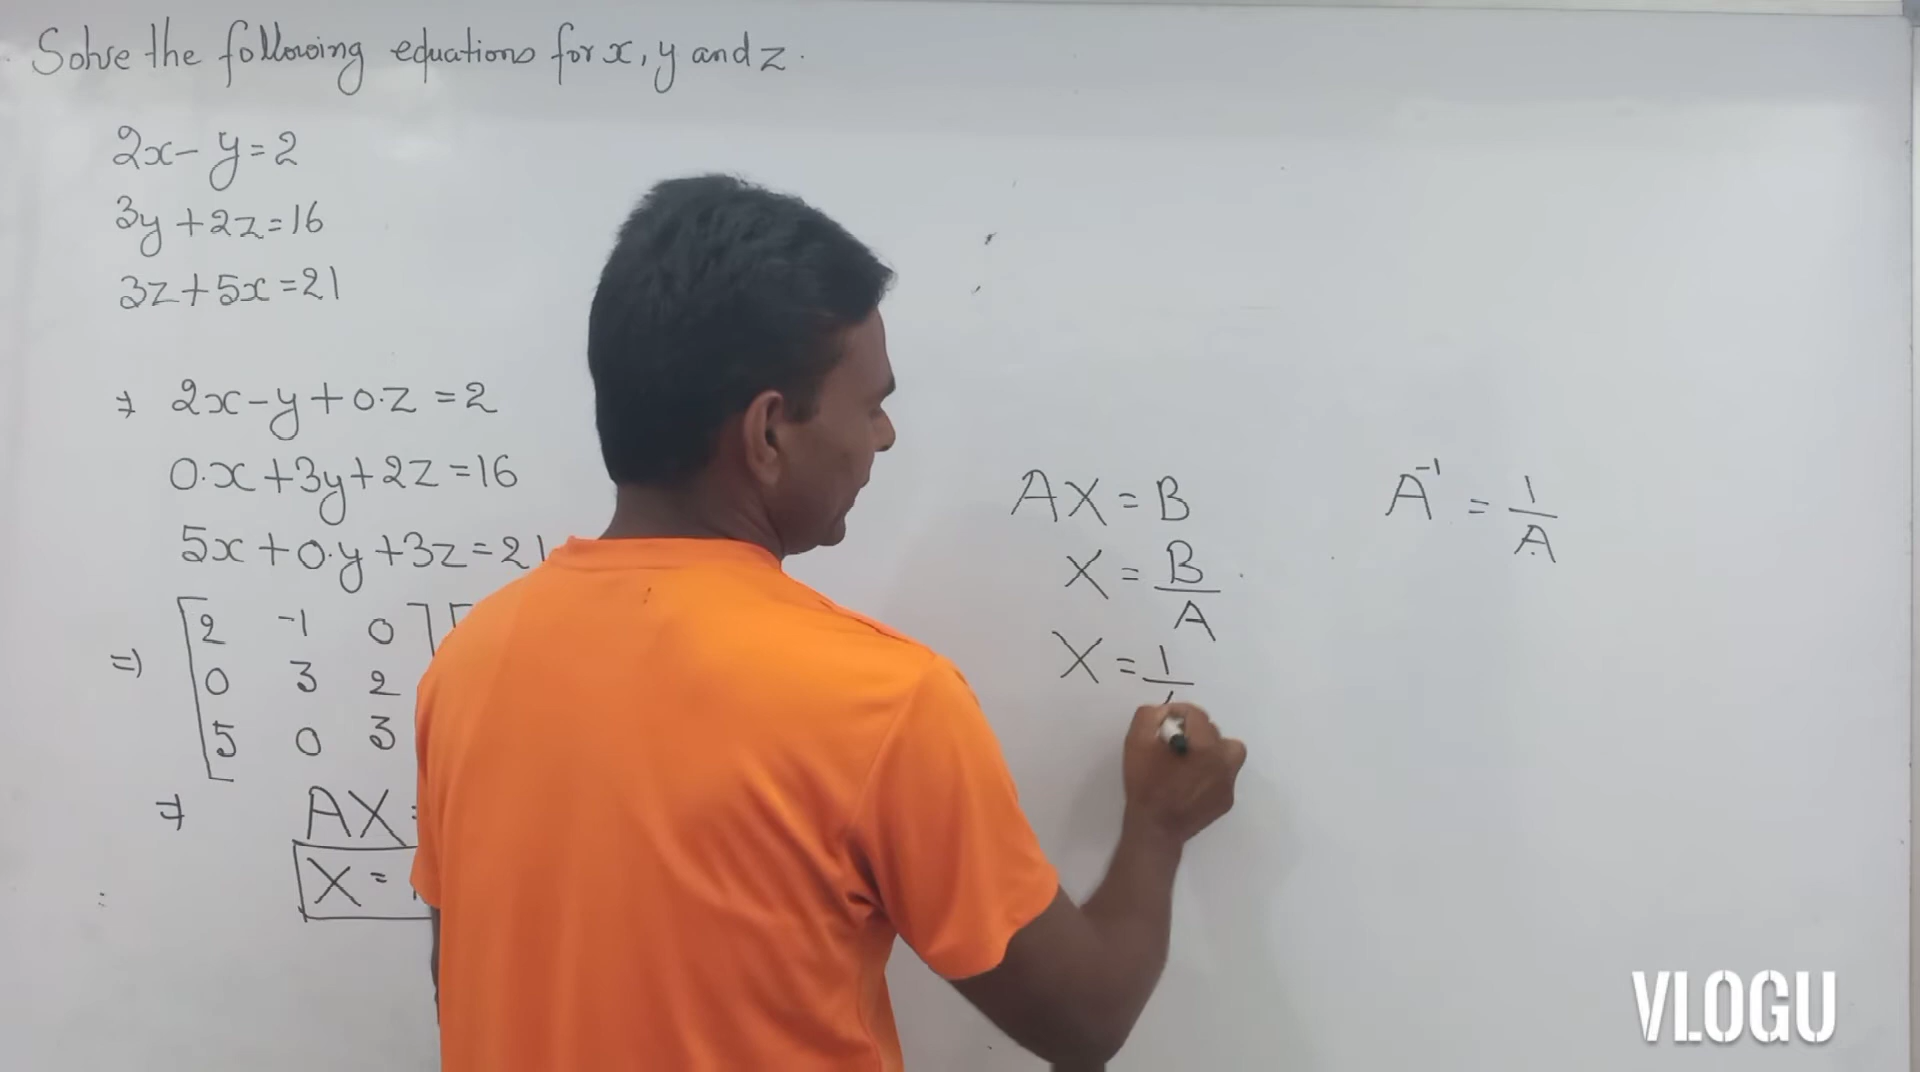 Solve the following equations for x, y and z.
2x - y = 2
3y + 2z = 16
3z + 5x = 21
⇒ 2x - y + 0·z = 2
0·x + 3y + 2z = 16
5x + 0·y + 3z = 21
⇒ [2 -1 0] [
0 3 2
5 0 3
⇒ AX =
X =
AX = B
X = B/A
X = 1/
A⁻¹ = 1/A
VLOGU